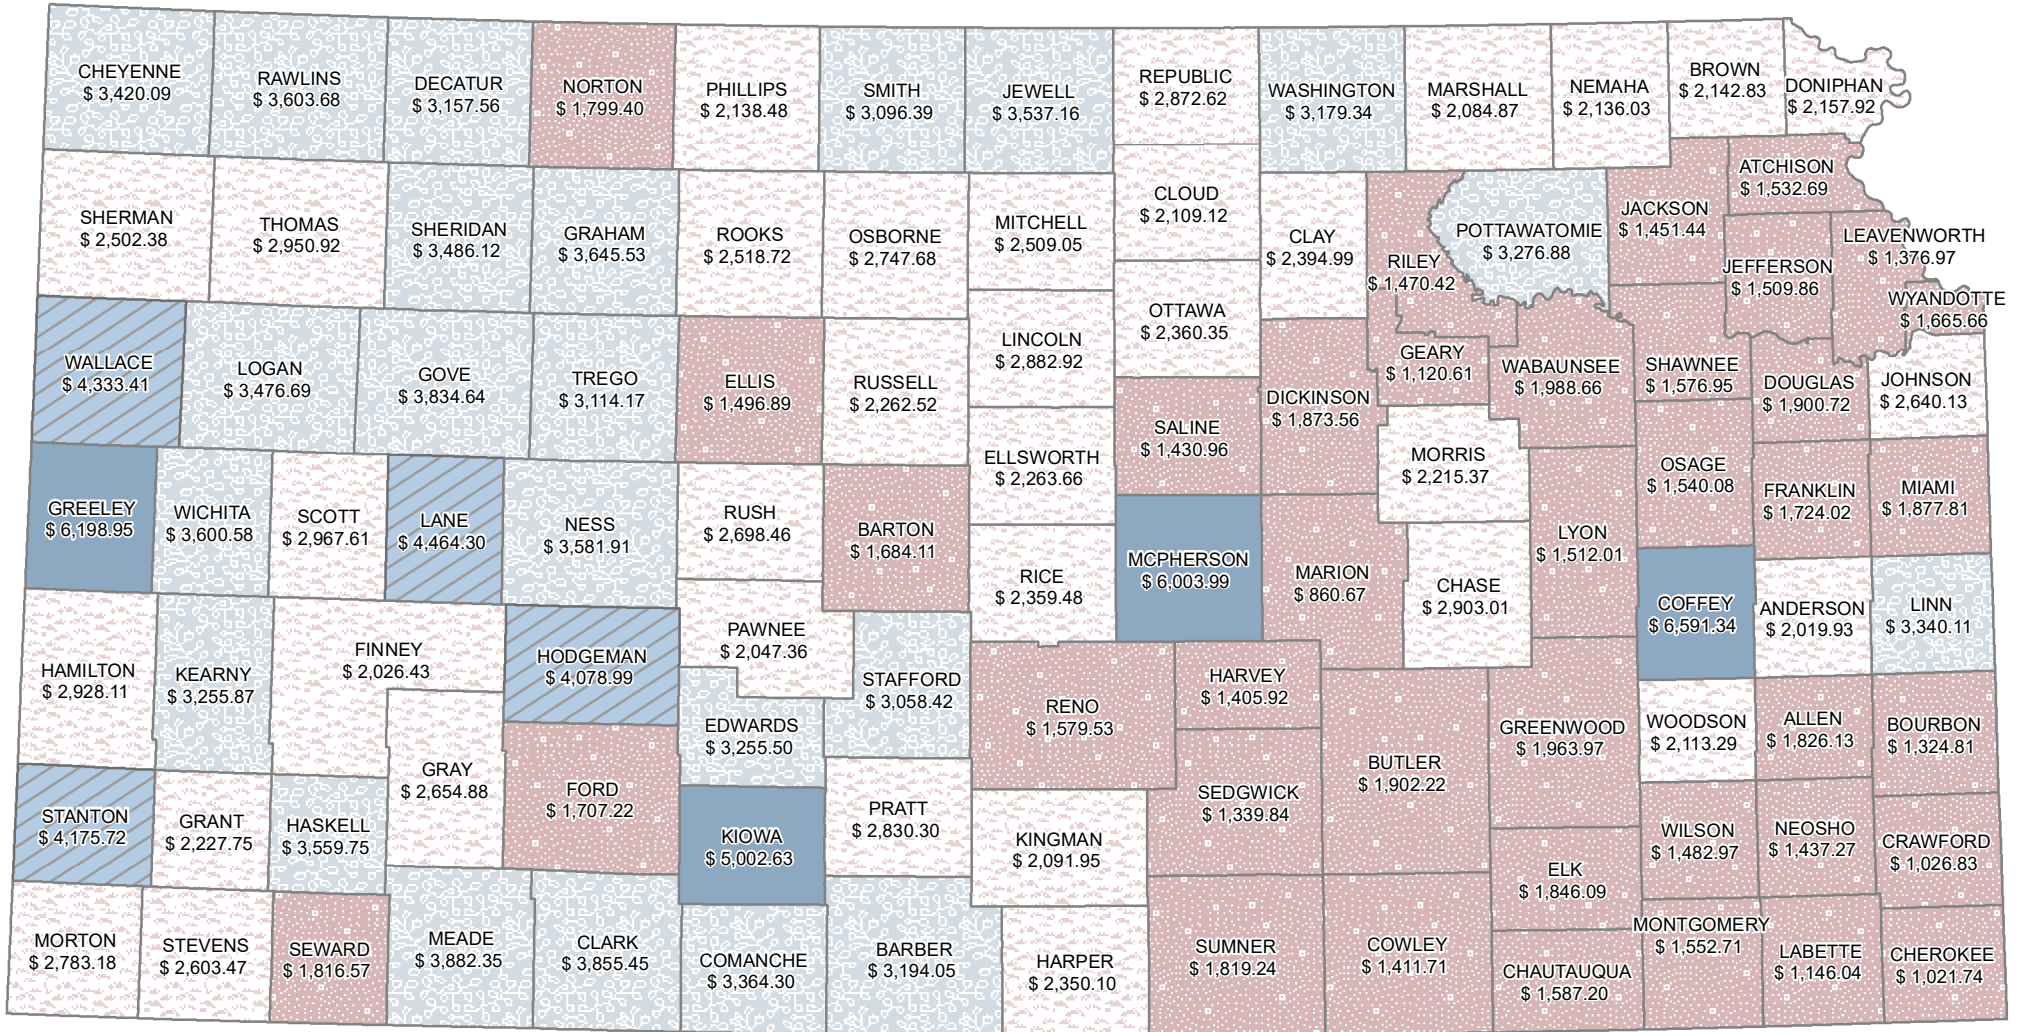 CHEYENNE
$ 3,420.09
RAWLINS
$ 3,603.68
DECATUR
$ 3,157.56
NORTON
$ 1,799.40
PHILLIPS
$ 2,138.48
SMITH
$ 3,096.39
JEWELL
$ 3,537.16
REPUBLIC
$ 2,872.62
WASHINGTON
$ 3,179.34
MARSHALL
$ 2,084.87
NEMAHA
$ 2,136.03
BROWN
$ 2,142.83
DONIPHAN
$ 2,157.92
SHERMAN
$ 2,502.38
THOMAS
$ 2,950.92
SHERIDAN
$ 3,486.12
GRAHAM
$ 3,645.53
ROOKS
$ 2,518.72
OSBORNE
$ 2,747.68
MITCHELL
$ 2,509.05
CLOUD
$ 2,109.12
CLAY
$ 2,394.99
RILEY
$ 1,470.42
POTTAWATOMIE
$ 3,276.88
JACKSON
$ 1,451.44
ATCHISON
$ 1,532.69
JEFFERSON
$ 1,509.86
LEAVENWORTH
$ 1,376.97
WYANDOTTE
$ 1,665.66
WALLACE
$ 4,333.41
LOGAN
$ 3,476.69
GOVE
$ 3,834.64
TREGO
$ 3,114.17
ELLIS
$ 1,496.89
RUSSELL
$ 2,262.52
LINCOLN
$ 2,882.92
OTTAWA
$ 2,360.35
DICKINSON
$ 1,873.56
GEARY
$ 1,120.61
WABAUNSEE
$ 1,988.66
SHAWNEE
$ 1,576.95
DOUGLAS
$ 1,900.72
JOHNSON
$ 2,640.13
SALINE
$ 1,430.96
ELLSWORTH
$ 2,263.66
MORRIS
$ 2,215.37
OSAGE
$ 1,540.08
FRANKLIN
$ 1,724.02
MIAMI
$ 1,877.81
GREELEY
$ 6,198.95
WICHITA
$ 3,600.58
SCOTT
$ 2,967.61
LANE
$ 4,464.30
NESS
$ 3,581.91
RUSH
$ 2,698.46
BARTON
$ 1,684.11
RICE
$ 2,359.48
MCPHERSON
$ 6,003.99
MARION
$ 860.67
CHASE
$ 2,903.01
LYON
$ 1,512.01
COFFEY
$ 6,591.34
ANDERSON
$ 2,019.93
LINN
$ 3,340.11
HAMILTON
$ 2,928.11
KEARNY
$ 3,255.87
FINNEY
$ 2,026.43
HODGEMAN
$ 4,078.99
PAWNEE
$ 2,047.36
STAFFORD
$ 3,058.42
EDWARDS
$ 3,255.50
RENO
$ 1,579.53
HARVEY
$ 1,405.92
BUTLER
$ 1,902.22
GREENWOOD
$ 1,963.97
WOODSON
$ 2,113.29
ALLEN
$ 1,826.13
BOURBON
$ 1,324.81
STANTON
$ 4,175.72
GRANT
$ 2,227.75
HASKELL
$ 3,559.75
GRAY
$ 2,654.88
FORD
$ 1,707.22
KIOWA
$ 5,002.63
PRATT
$ 2,830.30
KINGMAN
$ 2,091.95
SEDGWICK
$ 1,339.84
ELK
$ 1,846.09
WILSON
$ 1,482.97
NEOSHO
$ 1,437.27
CRAWFORD
$ 1,026.83
MORTON
$ 2,783.18
STEVENS
$ 2,603.47
SEWARD
$ 1,816.57
MEADE
$ 3,882.35
CLARK
$ 3,855.45
COMANCHE
$ 3,364.30
BARBER
$ 3,194.05
HARPER
$ 2,350.10
SUMNER
$ 1,819.24
COWLEY
$ 1,411.71
CHAUTAUQUA
$ 1,587.20
MONTGOMERY
$ 1,552.71
LABETTE
$ 1,146.04
CHEROKEE
$ 1,021.74